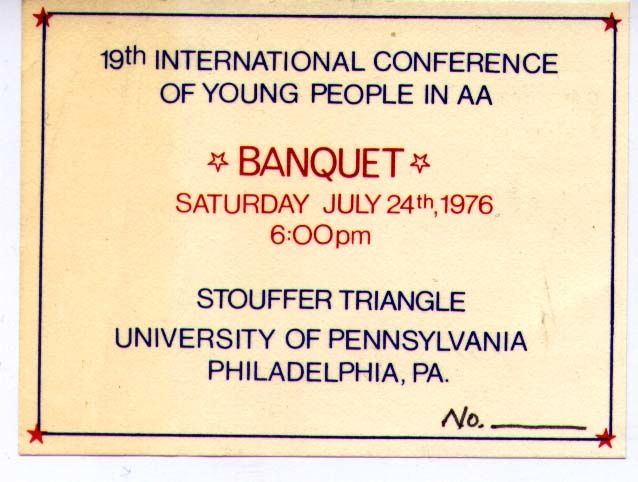 19th INTERNATIONAL CONFERENCE
OF YOUNG PEOPLE IN AA
☆ BANQUET ☆
SATURDAY JULY 24th, 1976
6:00pm
STOUFFER TRIANGLE
UNIVERSITY OF PENNSYLVANIA
PHILADELPHIA, PA.
No. ______